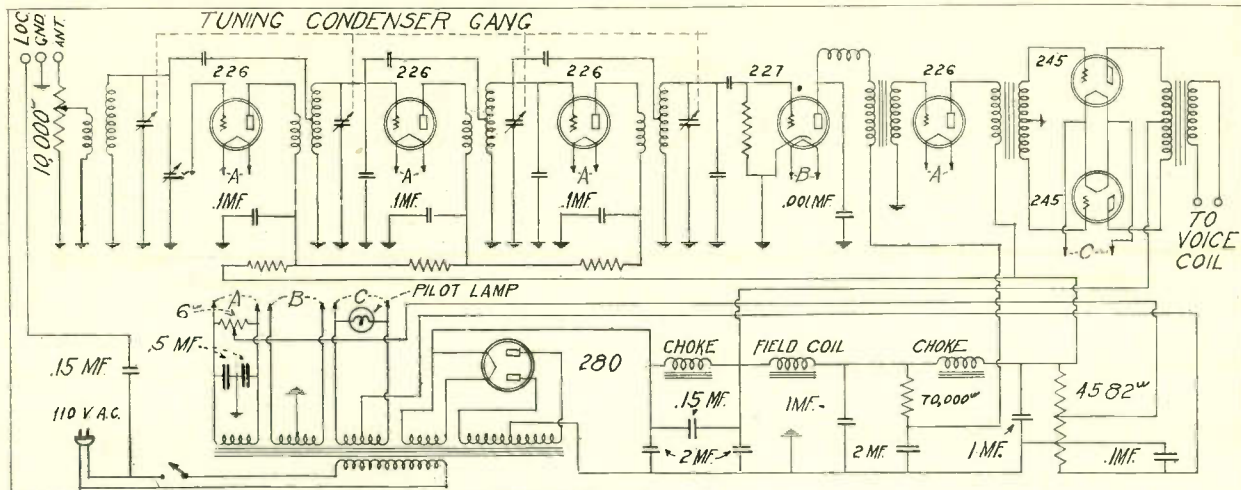 TUNING CONDENSER GANG
LOC.
GND.
ANT.
10,000ω
226
226
226
227
226
245
245
A
A
A
B
A
C
.1MF.
.1MF.
.1MF.
.001MF.
TO
VOICE
COIL
A
B
C
PILOT LAMP
6ω
.5 MF.
.15 MF.
110 V A.C.
280
CHOKE
FIELD COIL
CHOKE
.15 MF.
1MF.
70,000ω
4582ω
2 MF.
2 MF.
1 MF.
.1MF.